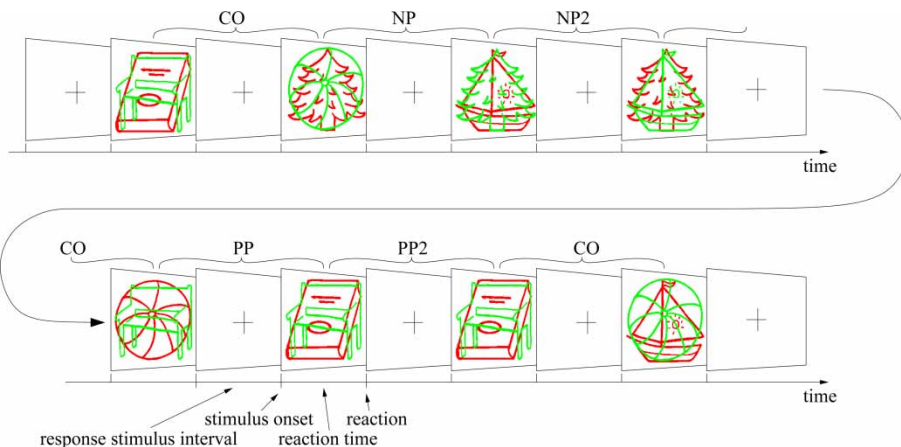 CO NP NP2
time
CO PP PP2 CO
time
stimulus onset reaction
response stimulus interval reaction time